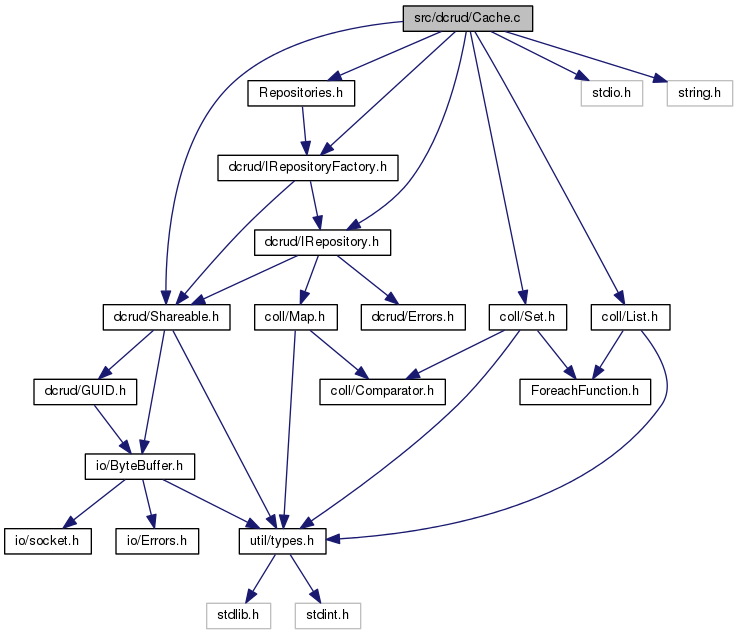 src/dcrud/Cache.c
Repositories.h
stdio.h
string.h
dcrud/IRepositoryFactory.h
dcrud/IRepository.h
dcrud/Shareable.h
coll/Map.h
dcrud/Errors.h
coll/Set.h
coll/List.h
dcrud/GUID.h
coll/Comparator.h
ForeachFunction.h
io/ByteBuffer.h
io/socket.h
io/Errors.h
util/types.h
stdlib.h
stdint.h